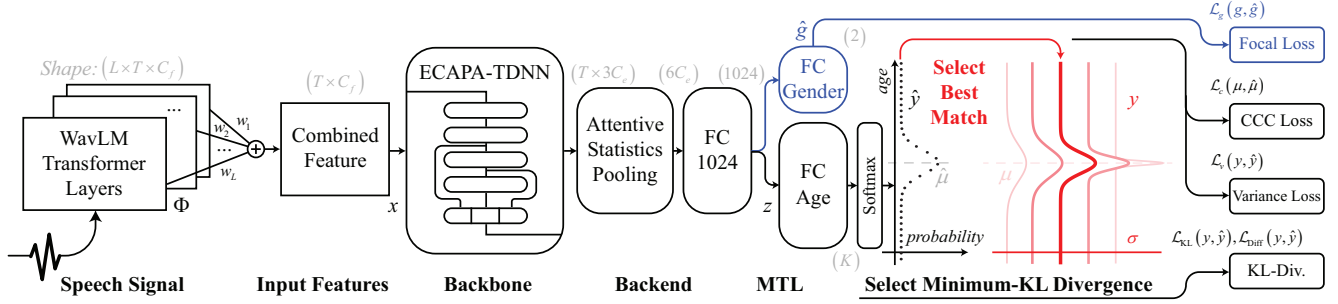 Shape: (L×T×C_f)
WavLM
Transformer
Layers
...
w_1
w_2
...
w_L
Φ
Speech Signal
(T×C_f)
Combined
Feature
Input Features
x
ECAPA-TDNN
Backbone
(T×3C_e)
Attentive
Statistics
Pooling
(6C_e)
FC
1024
Backend
(1024)
z
ĝ
(2)
FC
Gender
FC
Age
MTL
Softmax
(K)
age
ŷ
μ̂
probability
Select
Best
Match
μ
y
σ
Select Minimum-KL Divergence
ℒ_g (g, ĝ)
Focal Loss
ℒ_c (μ, μ̂)
CCC Loss
ℒ_v (y, ŷ)
Variance Loss
ℒ_KL (y, ŷ), ℒ_Diff (y, ŷ)
KL-Div.